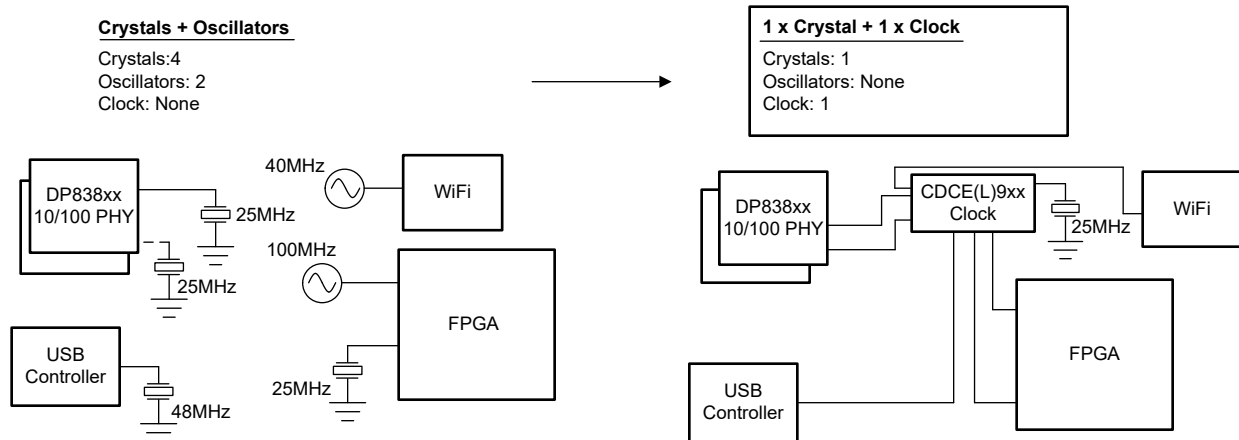 Crystals + Oscillators
Crystals:4
Oscillators: 2
Clock: None
1 x Crystal + 1 x Clock
Crystals: 1
Oscillators: None
Clock: 1
DP838xx
10/100 PHY
25MHz
25MHz
USB
Controller
48MHz
40MHz
WiFi
100MHz
FPGA
25MHz
DP838xx
10/100 PHY
CDCE(L)9xx
Clock
25MHz
WiFi
FPGA
USB
Controller